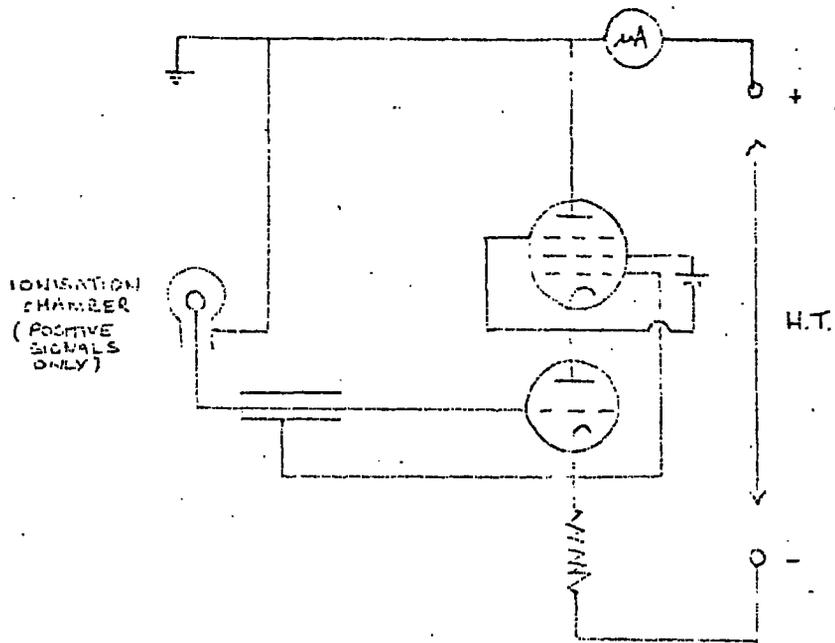 μA
+
IONISATION
CHAMBER
(POSITIVE
SIGNALS
ONLY)
H.T.
-